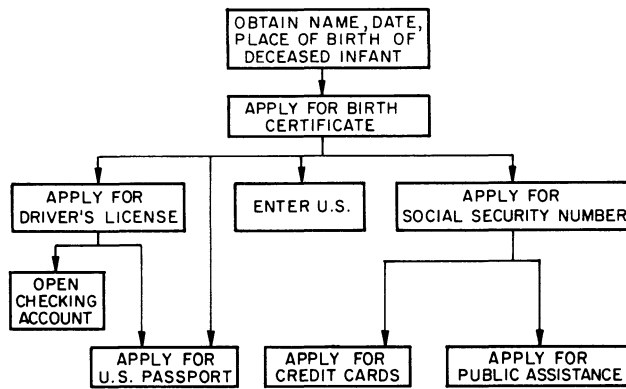 OBTAIN NAME, DATE,
PLACE OF BIRTH OF
DECEASED INFANT
APPLY FOR BIRTH
CERTIFICATE
APPLY FOR
DRIVER'S LICENSE
ENTER U.S.
APPLY FOR
SOCIAL SECURITY NUMBER
OPEN
CHECKING
ACCOUNT
APPLY FOR
U.S. PASSPORT
APPLY FOR
CREDIT CARDS
APPLY FOR
PUBLIC ASSISTANCE